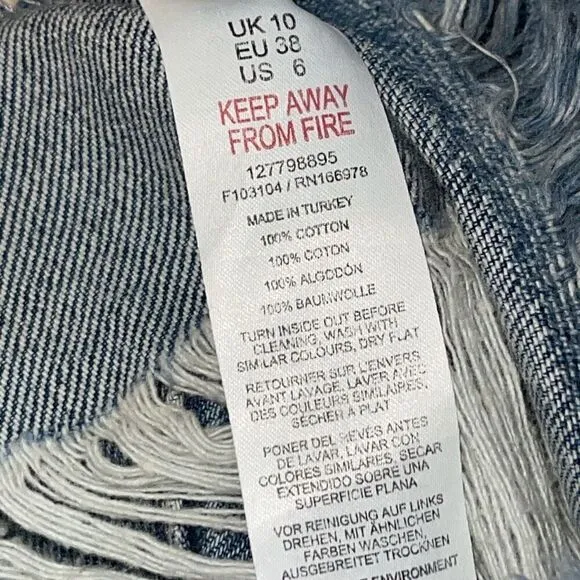 UK 10
EU 38
US 6
KEEP AWAY
FROM FIRE
127798895
F103104 / RN166978
MADE IN TURKEY
100% COTTON
100% COTON
100% ALGODÓN
100% BAUMWOLLE
TURN INSIDE OUT BEFORE
CLEANING, WASH WITH
SIMILAR COLOURS, DRY FLAT
RETOURNER SUR L'ENVERS
AVANT LAVAGE, LAVER AVEC
DES COULEURS SIMILAIRES,
SÉCHER À PLAT
PONER DEL REVÉS ANTES
DE LAVAR, LAVAR CON
COLORES SIMILARES, SECAR
EXTENDIDO SOBRE UNA
SUPERFICIE PLANA
VOR REINIGUNG AUF LINKS
DREHEN, MIT ÄHNLICHEN
FARBEN WASCHEN,
AUSGEBREITET TROCKNEN
ENVIRONMENT